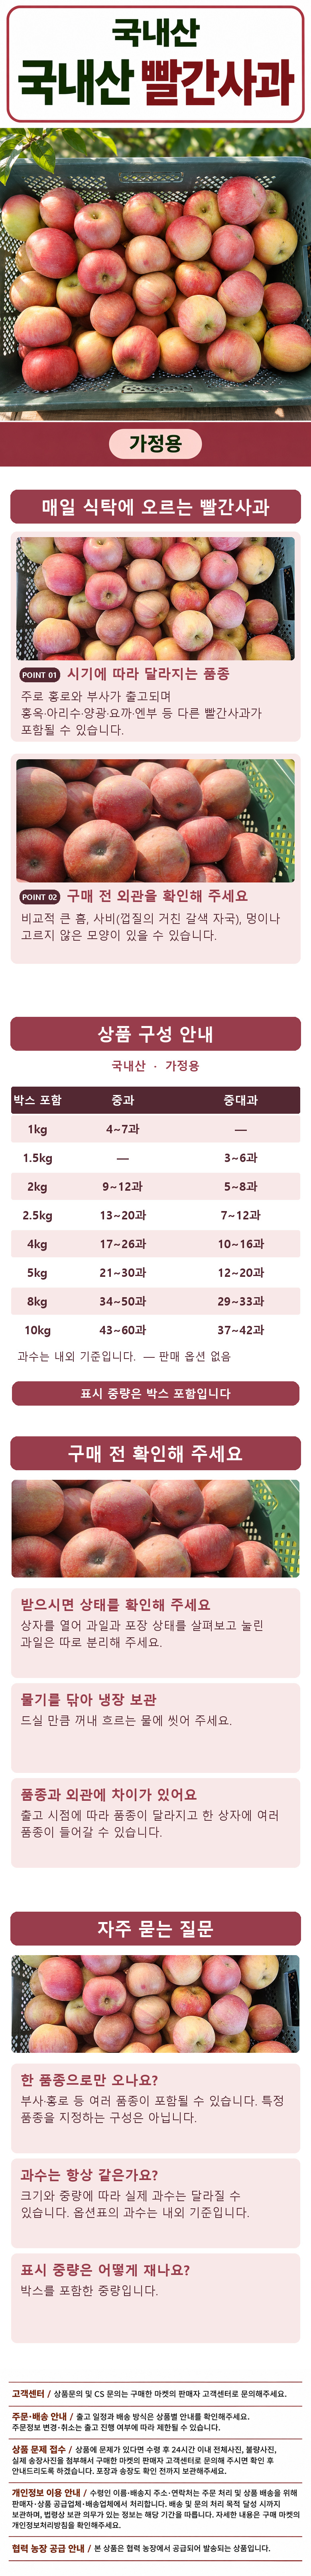 국내산
국내산 빨간사과
가정용
매일 식탁에 오르는 빨간사과
POINT 01 시기에 따라 달라지는 품종
주로 홍로와 부사가 출고되며
홍옥·아리수·양광·요까·엔부 등 다른 빨간사과가
포함될 수 있습니다.
POINT 02 구매 전 외관을 확인해 주세요
비교적 큰 흠, 사비(껍질의 거친 갈색 자국), 멍이나
고르지 않은 모양이 있을 수 있습니다.
상품 구성 안내
국내산 · 가정용
박스 포함 중과 중대과
1kg 4~7과 —
1.5kg — 3~6과
2kg 9~12과 5~8과
2.5kg 13~20과 7~12과
4kg 17~26과 10~16과
5kg 21~30과 12~20과
8kg 34~50과 29~33과
10kg 43~60과 37~42과
과수는 내외 기준입니다. — 판매 옵션 없음
표시 중량은 박스 포함입니다
구매 전 확인해 주세요
받으시면 상태를 확인해 주세요
상자를 열어 과일과 포장 상태를 살펴보고 눌린
과일은 따로 분리해 주세요.
물기를 닦아 냉장 보관
드실 만큼 꺼내 흐르는 물에 씻어 주세요.
품종과 외관에 차이가 있어요
출고 시점에 따라 품종이 달라지고 한 상자에 여러
품종이 들어갈 수 있습니다.
자주 묻는 질문
한 품종으로만 오나요?
부사·홍로 등 여러 품종이 포함될 수 있습니다. 특정
품종을 지정하는 구성은 아닙니다.
과수는 항상 같은가요?
크기와 중량에 따라 실제 과수는 달라질 수
있습니다. 옵션표의 과수는 내외 기준입니다.
표시 중량은 어떻게 재나요?
박스를 포함한 중량입니다.
고객센터 / 상품문의 및 CS 문의는 구매한 마켓의 판매자 고객센터로 문의해주세요.
주문·배송 안내 / 출고 일정과 배송 방식은 상품별 안내를 확인해주세요.
주문정보 변경·취소는 출고 진행 여부에 따라 제한될 수 있습니다.
상품 문제 접수 / 상품에 문제가 있다면 수령 후 24시간 이내 전체사진, 불량사진,
실제 송장사진을 첨부해서 구매한 마켓의 판매자 고객센터로 문의해 주시면 확인 후
안내드리도록 하겠습니다. 포장과 송장도 확인 전까지 보관해주세요.
개인정보 이용 안내 / 수령인 이름·배송지 주소·연락처는 주문 처리 및 상품 배송을 위해
판매자·상품 공급업체·배송업체에서 처리합니다. 배송 및 문의 처리 목적 달성 시까지
보관하며, 법령상 보관 의무가 있는 정보는 해당 기간을 따릅니다. 자세한 내용은 구매 마켓의
개인정보처리방침을 확인해주세요.
협력 농장 공급 안내 / 본 상품은 협력 농장에서 공급되어 발송되는 상품입니다.